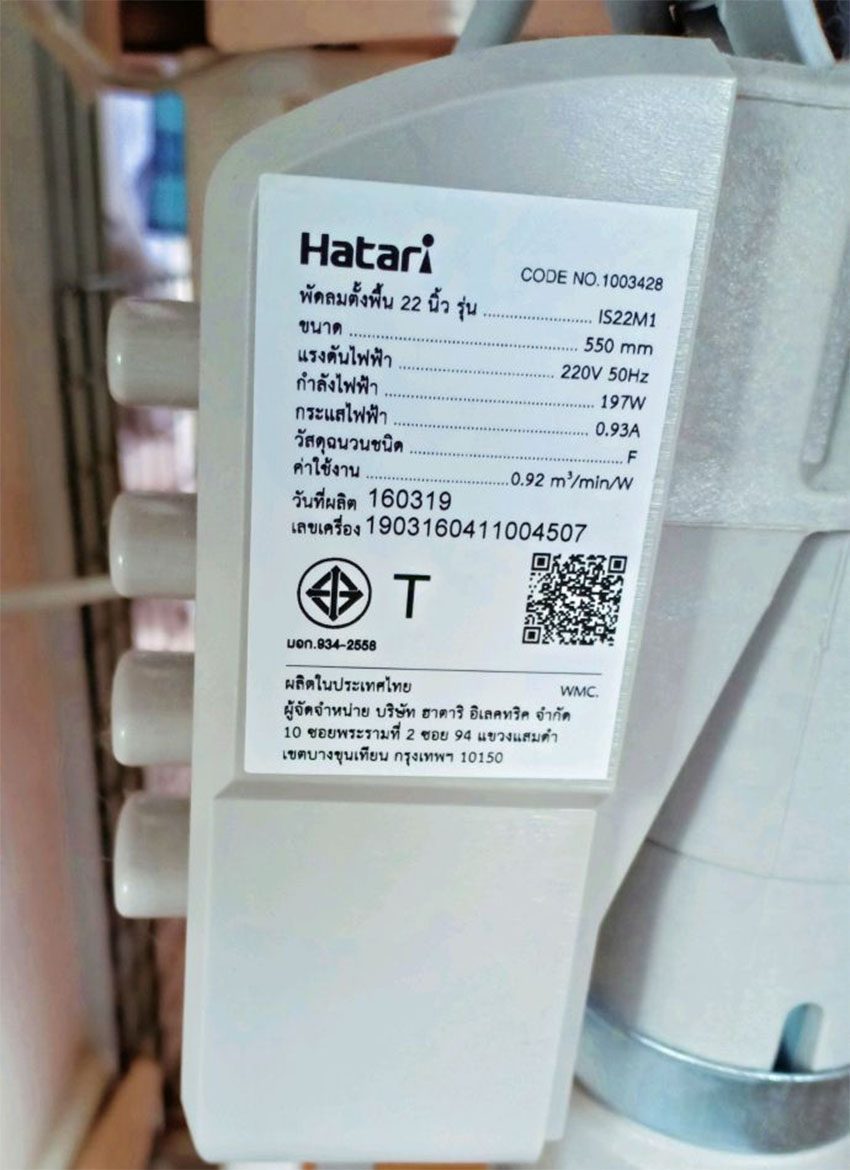 Hatari
CODE NO.1003428
พัดลมตั้งพื้น 22 นิ้ว รุ่น ........................ IS22M1
ขนาด ........................ 550 mm
แรงดันไฟฟ้า ........................ 220V 50Hz
กำลังไฟฟ้า ........................ 197W
กระแสไฟฟ้า ........................ 0.93A
วัสดุฉนวนชนิด ........................ F
ค่าใช้งาน ........................ 0.92 m³/min/W
วันที่ผลิต 160319
เลขเครื่อง 1903160411004507
T
มอก.934-2558
ผลิตในประเทศไทย WMC.
ผู้จัดจำหน่าย บริษัท ฮาตาริ อิเลคทริค จำกัด
10 ซอยพระรามที่ 2 ซอย 94 แขวงแสมดำ
เขตบางขุนเทียน กรุงเทพฯ 10150